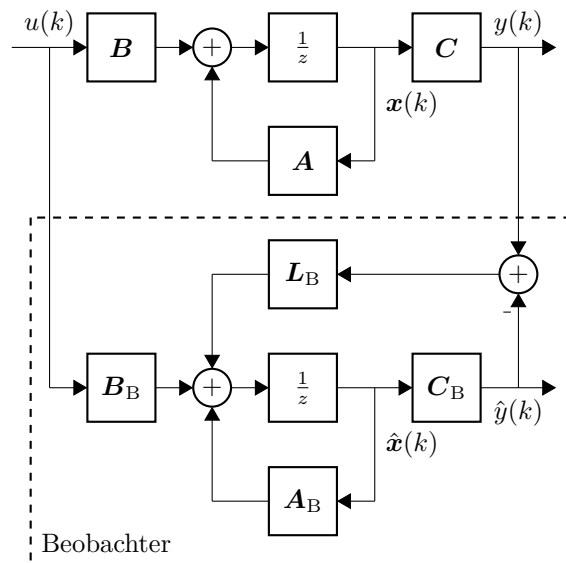 u(k)
B
+
1/z
C
y(k)
x(k)
A
L_B
+
-
B_B
+
1/z
C_B
ŷ(k)
x̂(k)
A_B
Beobachter